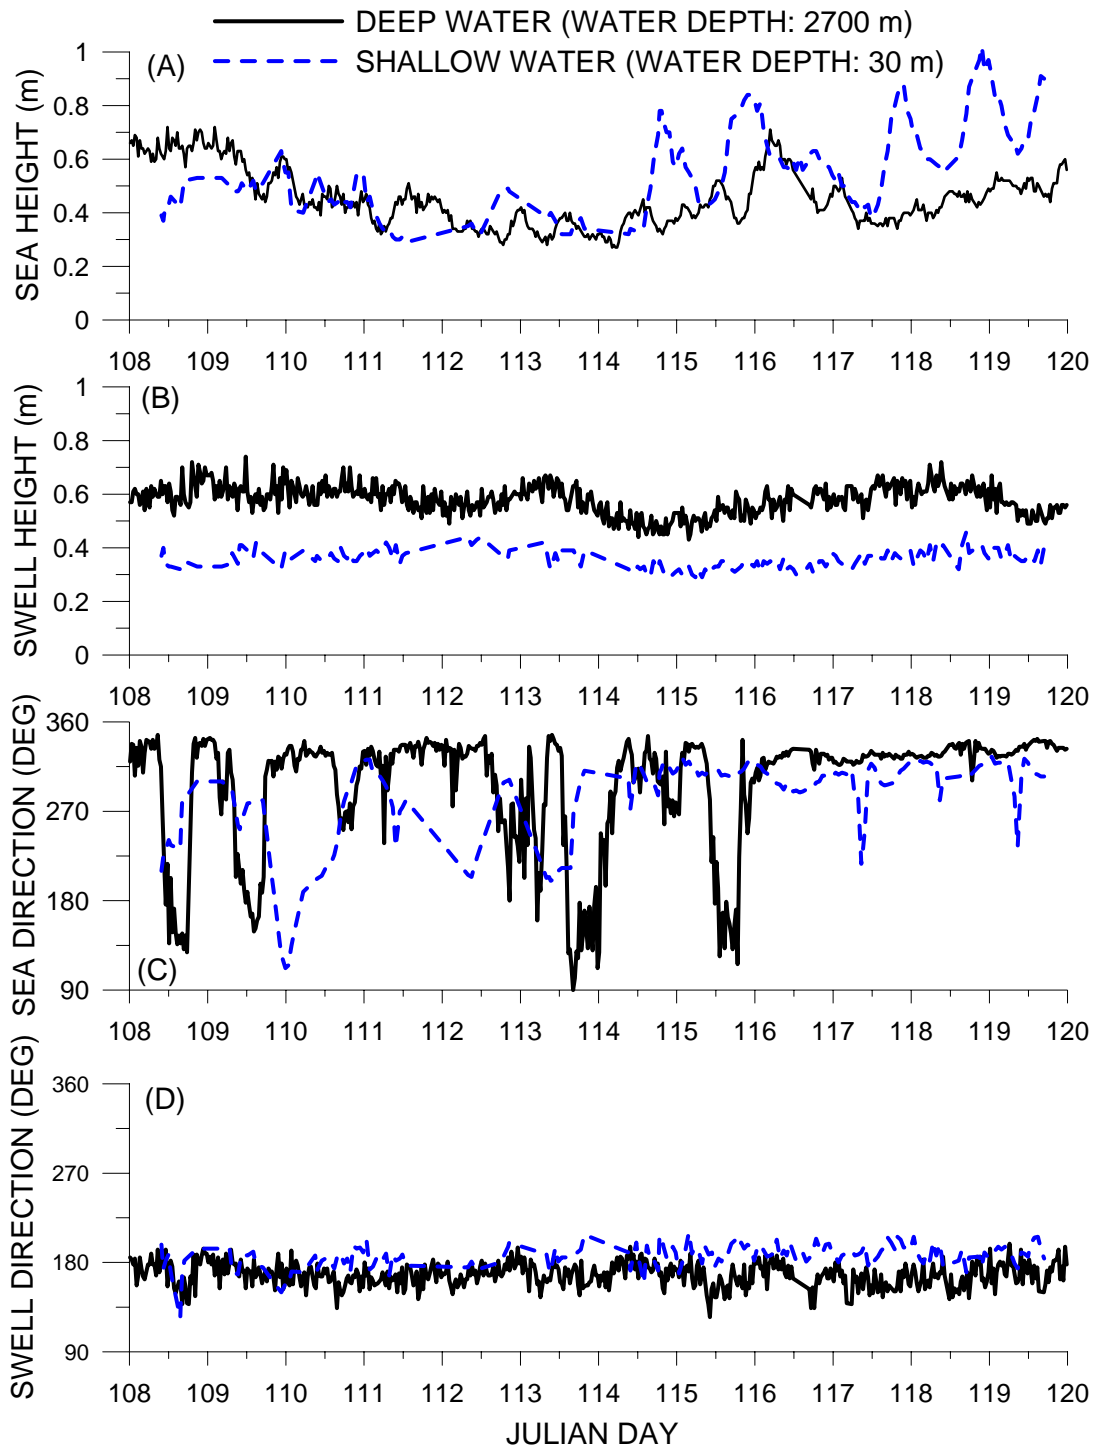 DEEP WATER (WATER DEPTH: 2700 m)
SHALLOW WATER (WATER DEPTH: 30 m)
(A)
SEA HEIGHT (m)
1
0.8
0.6
0.4
0.2
0
108 109 110 111 112 113 114 115 116 117 118 119 120
(B)
SWELL HEIGHT (m)
1
0.8
0.6
0.4
0.2
0
108 109 110 111 112 113 114 115 116 117 118 119 120
(C)
SEA DIRECTION (DEG)
360
270
180
90
108 109 110 111 112 113 114 115 116 117 118 119 120
(D)
SWELL DIRECTION (DEG)
360
270
180
90
108 109 110 111 112 113 114 115 116 117 118 119 120
JULIAN DAY